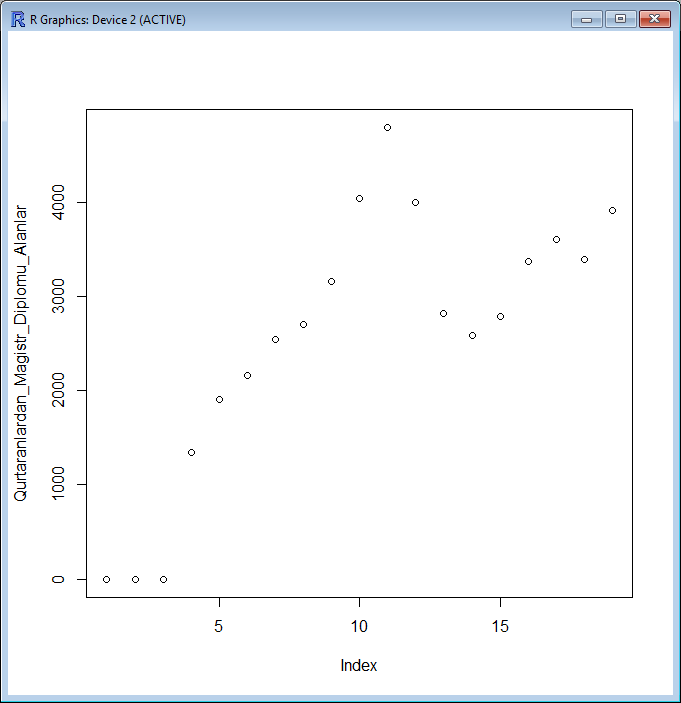 R Graphics: Device 2 (ACTIVE)
Qurtaranlardan_Magistr_Diplomu_Alanlar
4000
3000
2000
1000
0
5 10 15
Index